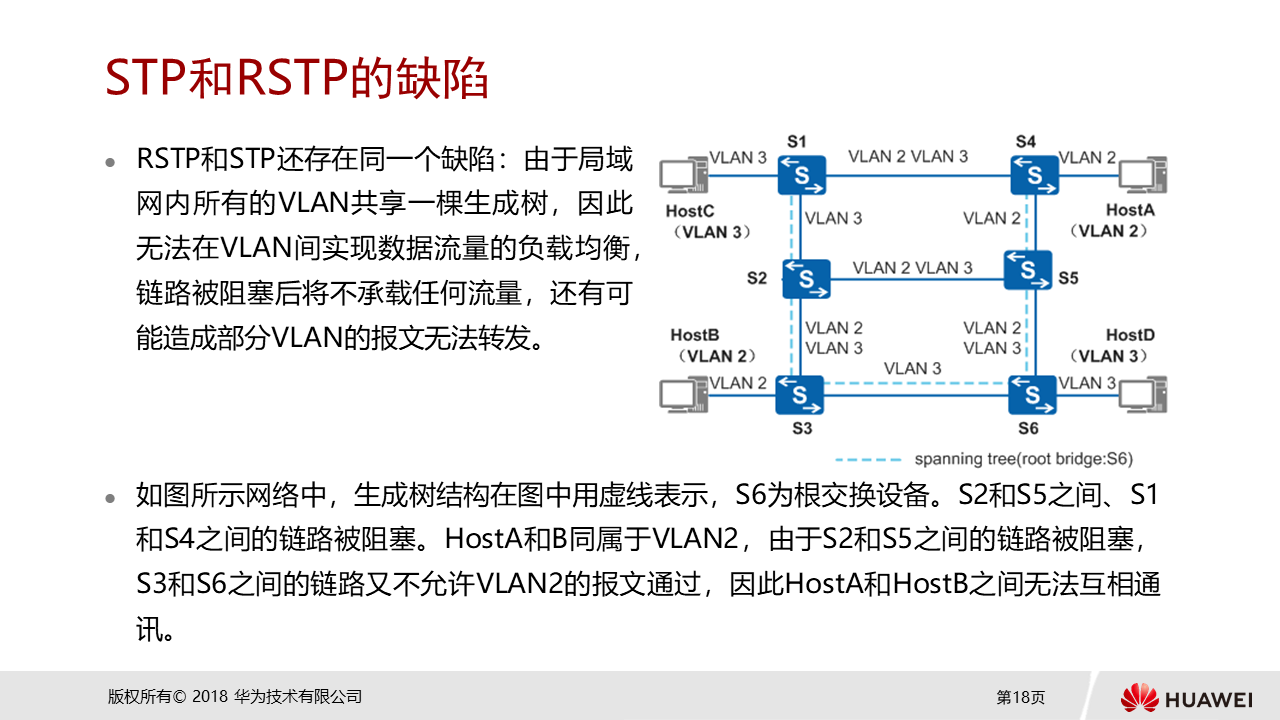 STP和RSTP的缺陷
RSTP和STP还存在同一个缺陷：由于局域
网内所有的VLAN共享一棵生成树，因此
无法在VLAN间实现数据流量的负载均衡，
链路被阻塞后将不承载任何流量，还有可
能造成部分VLAN的报文无法转发。
S1
S4
VLAN 3
VLAN 2 VLAN 3
VLAN 2
S
S
HostC
（VLAN 3）
VLAN 3
VLAN 2
HostA
（VLAN 2）
S2
S
VLAN 2 VLAN 3
S
S5
HostB
（VLAN 2）
VLAN 2
VLAN 3
VLAN 2
VLAN 3
HostD
（VLAN 3）
VLAN 3
VLAN 2
S
S
VLAN 3
S3
S6
spanning tree(root bridge:S6)
如图所示网络中，生成树结构在图中用虚线表示，S6为根交换设备。S2和S5之间、S1
和S4之间的链路被阻塞。HostA和B同属于VLAN2，由于S2和S5之间的链路被阻塞，
S3和S6之间的链路又不允许VLAN2的报文通过，因此HostA和HostB之间无法互相通
讯。
版权所有© 2018 华为技术有限公司
第18页
HUAWEI